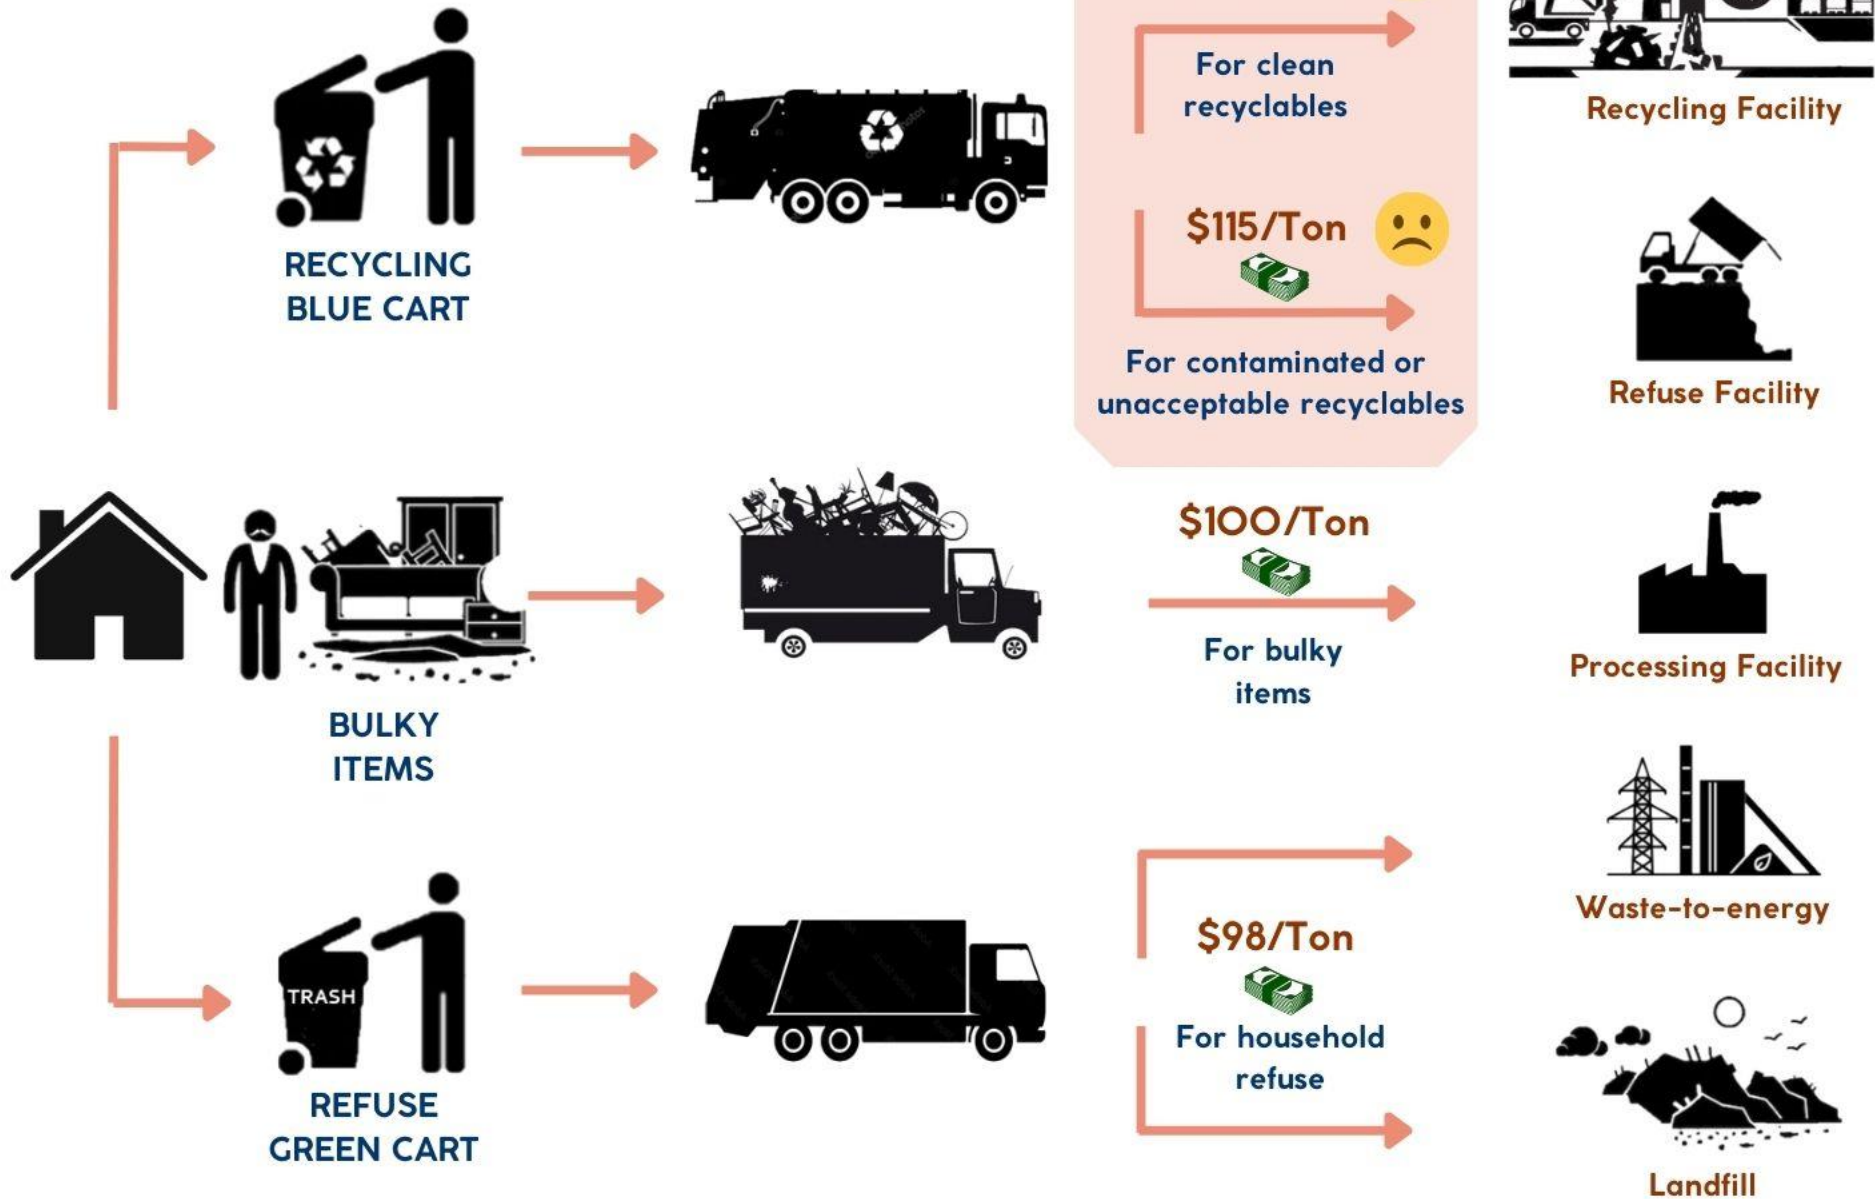 For clean
recyclables
Recycling Facility
RECYCLING
BLUE CART
$115/Ton
For contaminated or
unacceptable recyclables
Refuse Facility
BULKY
ITEMS
$100/Ton
For bulky
items
Processing Facility
TRASH
REFUSE
GREEN CART
$98/Ton
For household
refuse
Waste-to-energy
Landfill